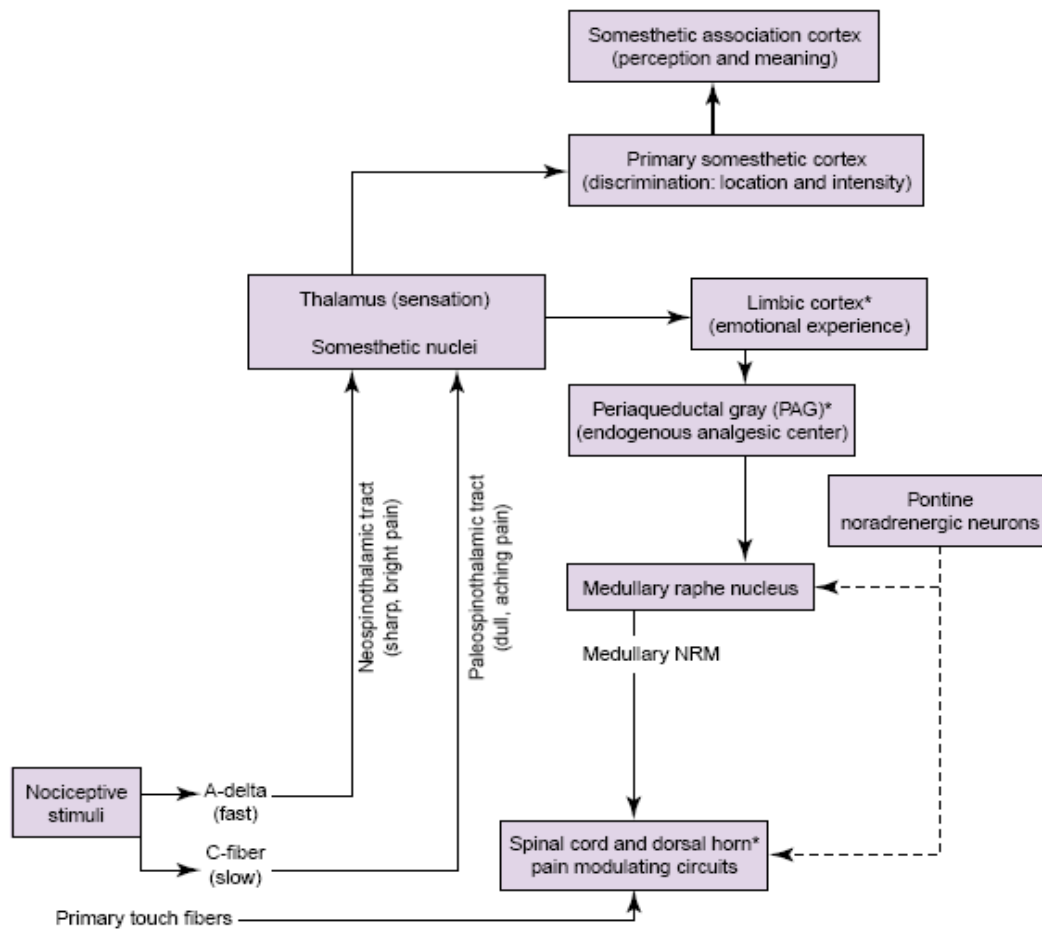 Somesthetic association cortex
(perception and meaning)
Primary somesthetic cortex
(discrimination: location and intensity)
Thalamus (sensation)
Somesthetic nuclei
Limbic cortex*
(emotional experience)
Periaqueductal gray (PAG)*
(endogenous analgesic center)
Pontine
noradrenergic neurons
Medullary raphe nucleus
Medullary NRM
Neospinothalamic tract
(sharp, bright pain)
Paleospinothalamic tract
(dull, aching pain)
Nociceptive
stimuli
A-delta
(fast)
C-fiber
(slow)
Spinal cord and dorsal horn*
pain modulating circuits
Primary touch fibers